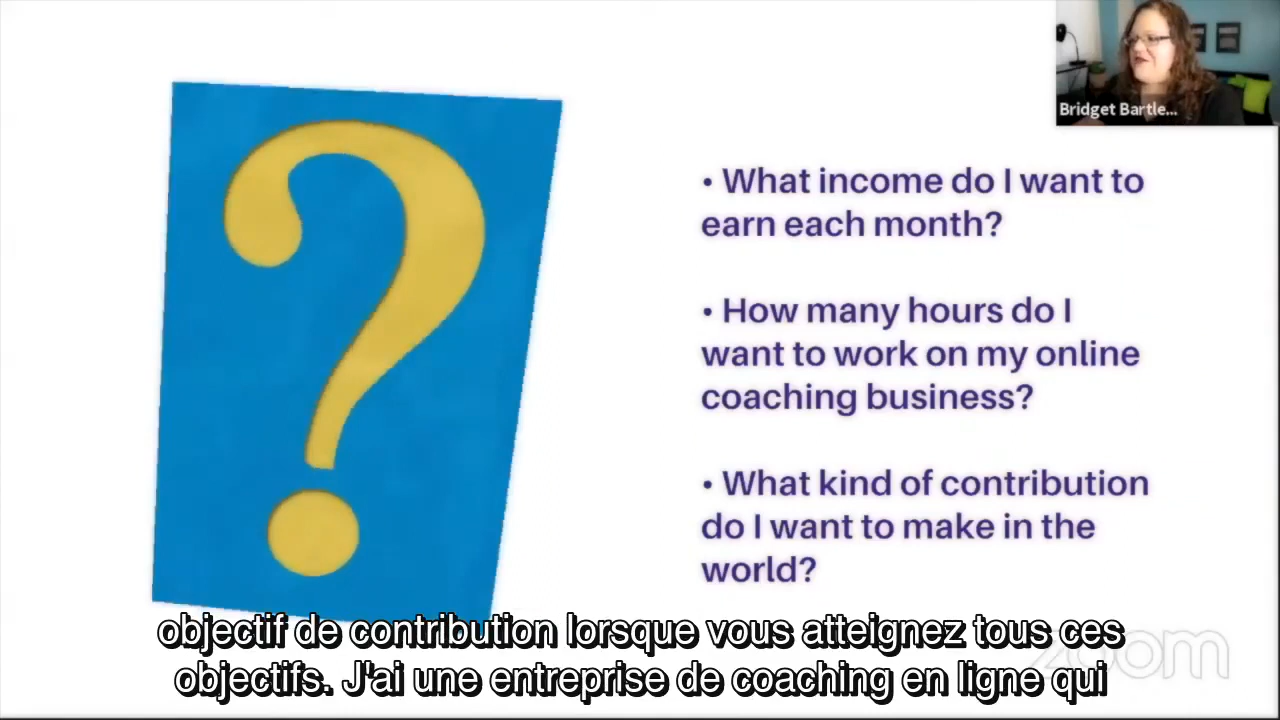 Bridget Bartle...
• What income do I want to
earn each month?
• How many hours do I
want to work on my online
coaching business?
• What kind of contribution
do I want to make in the
world?
objectif de contribution lorsque vous atteignez tous ces
objectifs. J'ai une entreprise de coaching en ligne qui
zoom